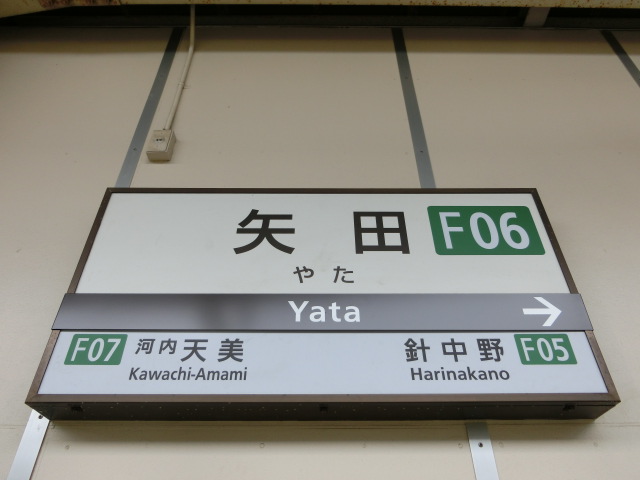 矢田 F06
やた
Yata →
F07 河内天美 針中野 F05
Kawachi-Amami Harinakano